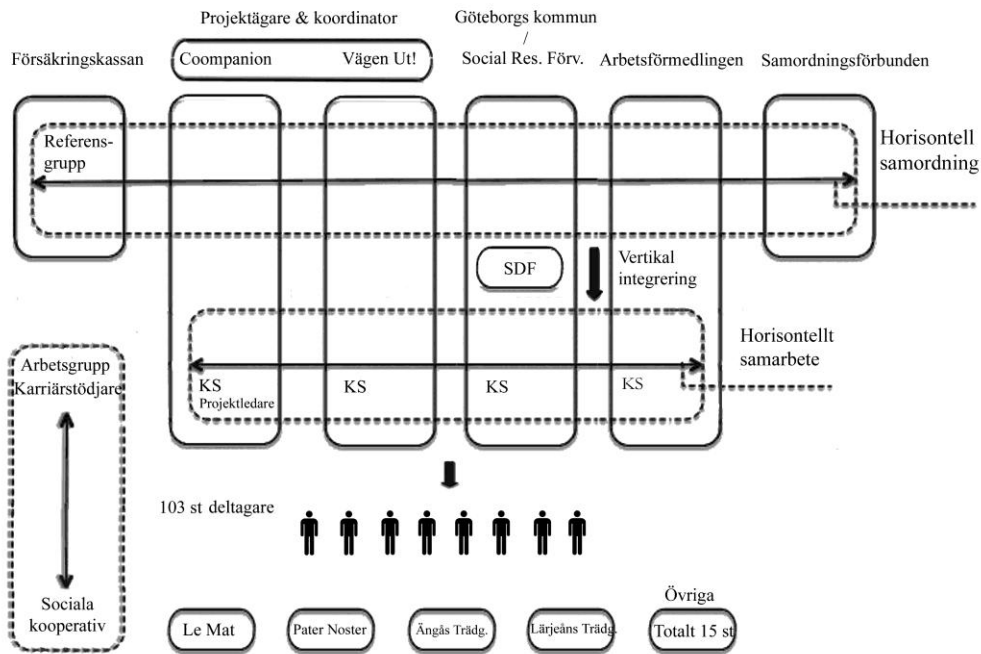 Projektägare & koordinator
Göteborgs kommun
/
Social Res. Förv.
Försäkringskassan
Coompanion
Vägen Ut!
Arbetsförmedlingen
Samordningsförbunden
Referens-
grupp
Horisontell
samordning
SDF
Vertikal
integrering
Horisontellt
samarbete
Arbetsgrupp
Karriärstödjare
KS
Projektledare
KS
KS
KS
103 st deltagare
Sociala
kooperativ
Le Mat
Pater Noster
Ängås Trädg.
Lärjeåns Trädg.
Övriga
Totalt 15 st